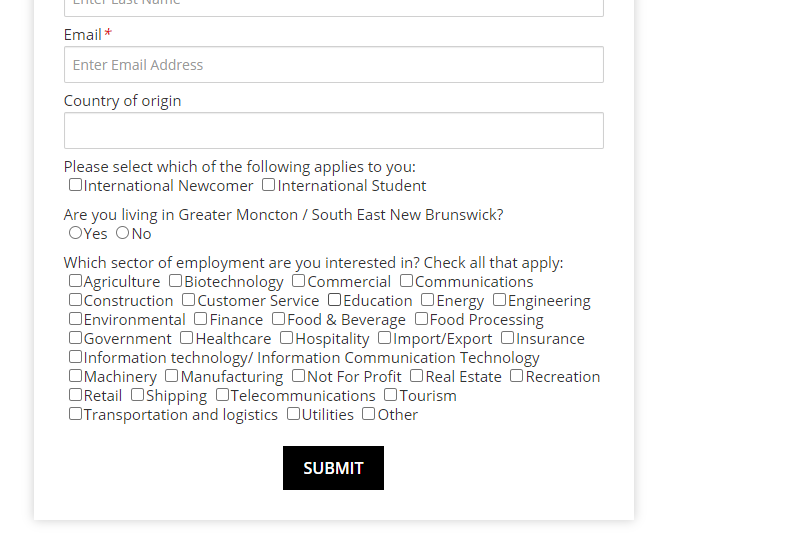 Enter Last Name
Email*
Enter Email Address
Country of origin
Please select which of the following applies to you:
International Newcomer International Student
Are you living in Greater Moncton / South East New Brunswick?
Yes No
Which sector of employment are you interested in? Check all that apply:
Agriculture Biotechnology Commercial Communications
Construction Customer Service Education Energy Engineering
Environmental Finance Food & Beverage Food Processing
Government Healthcare Hospitality Import/Export Insurance
Information technology/ Information Communication Technology
Machinery Manufacturing Not For Profit Real Estate Recreation
Retail Shipping Telecommunications Tourism
Transportation and logistics Utilities Other
SUBMIT